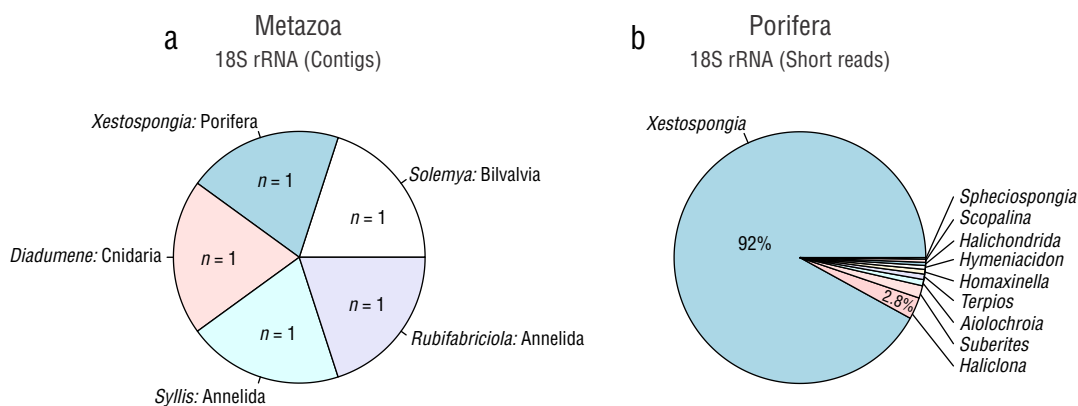 a
Metazoa
18S rRNA (Contigs)
Xestospongia: Porifera
n = 1
Solemya: Bilvalvia
n = 1
Diadumene: Cnidaria
n = 1
n = 1
Rubifabriciola: Annelida
n = 1
Syllis: Annelida
b
Porifera
18S rRNA (Short reads)
Xestospongia
92%
Spheciospongia
Scopalina
Halichondrida
Hymeniacidon
Homaxinella
Terpios
Aiolochroia
Suberites
Haliclona
2.8%